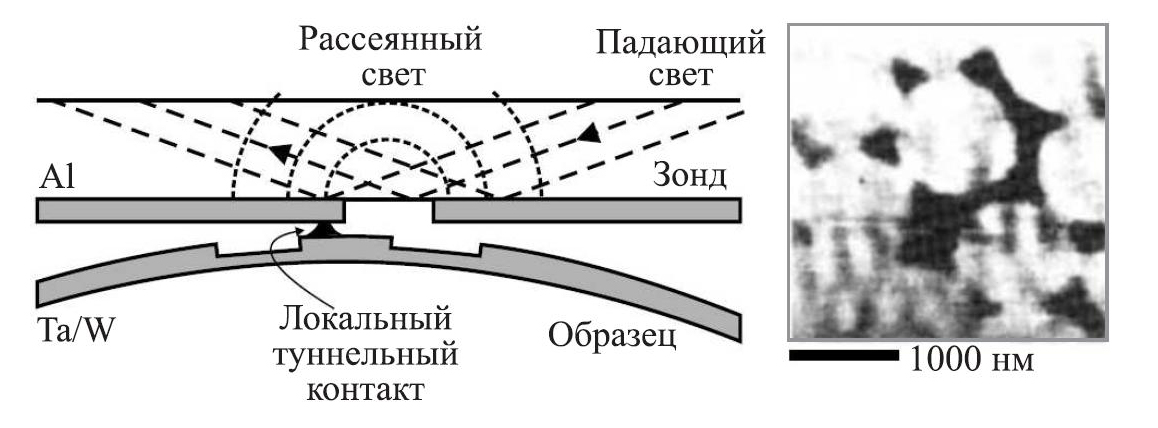 Рассеянный
свет
Падающий
свет
Al
Зонд
Ta/W
Локальный
туннельный
контакт
Образец
1000 нм